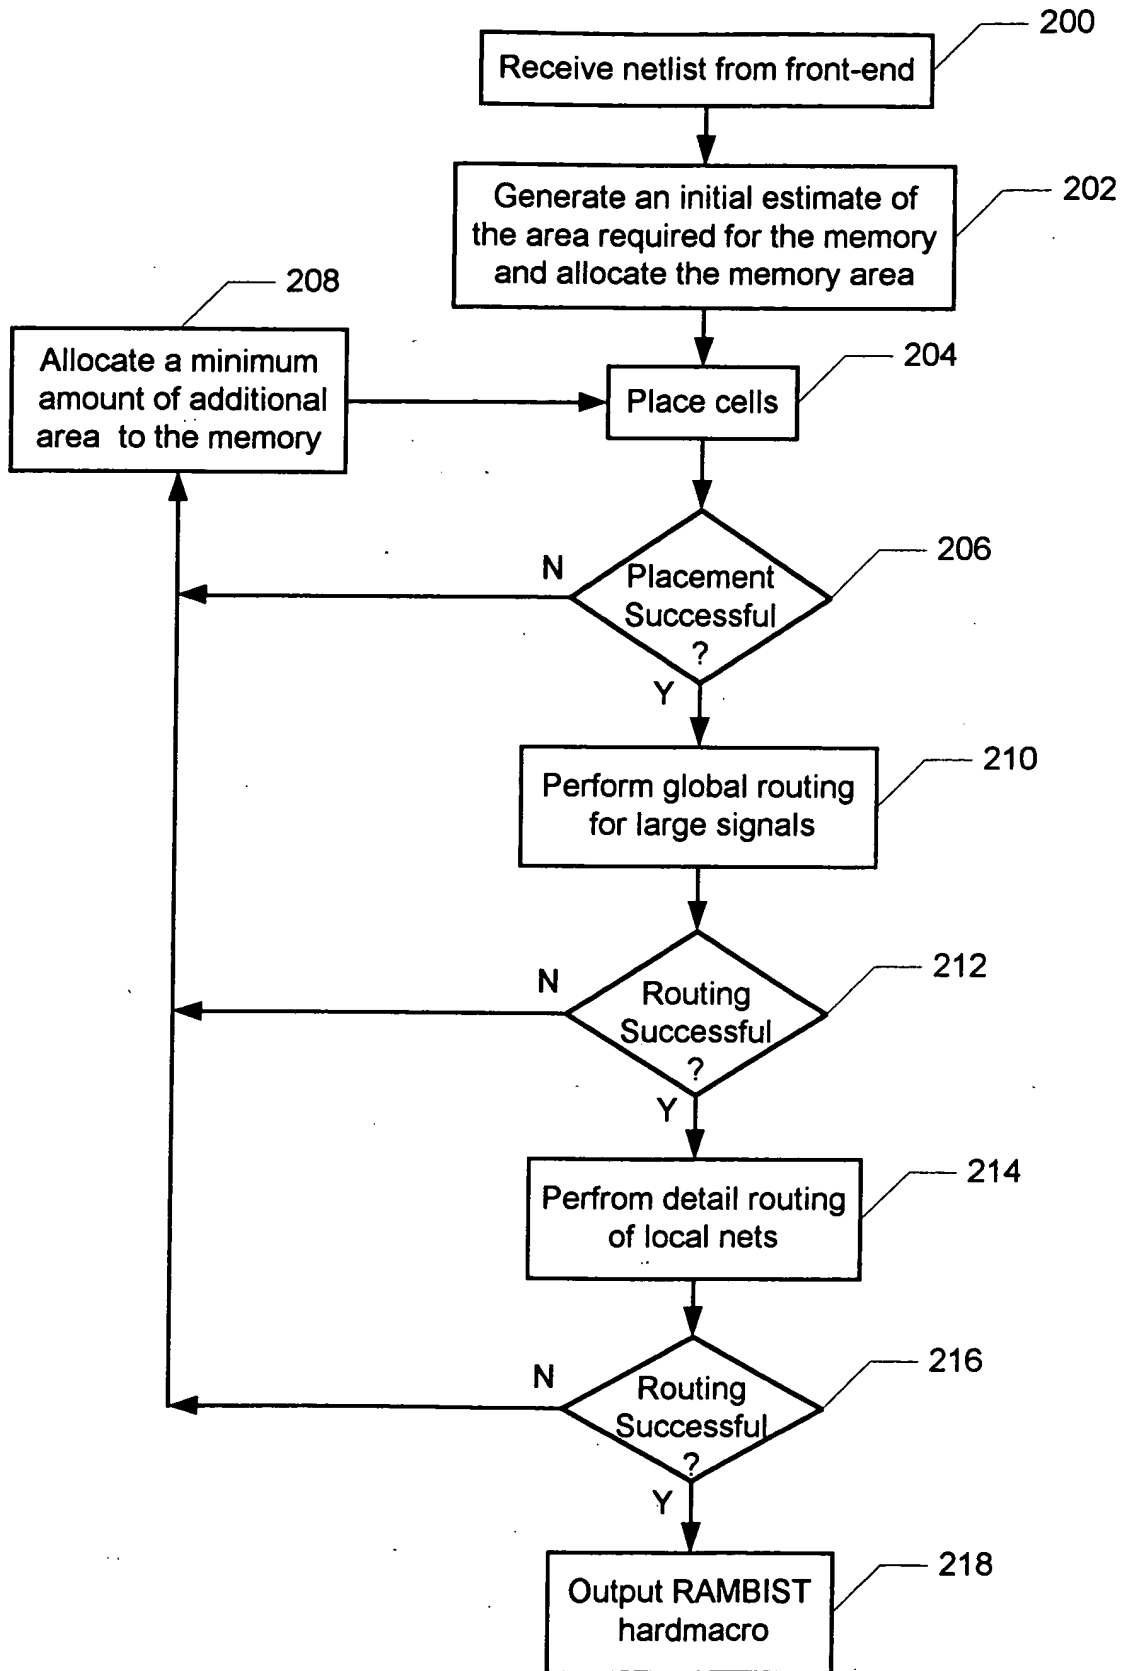 200
Receive netlist from front-end
202
Generate an initial estimate of
the area required for the memory
and allocate the memory area
208
Allocate a minimum
amount of additional
area to the memory
204
Place cells
206
N
Placement
Successful
?
Y
210
Perform global routing
for large signals
212
N
Routing
Successful
?
Y
214
Perfrom detail routing
of local nets
216
N
Routing
Successful
?
Y
218
Output RAMBIST
hardmacro